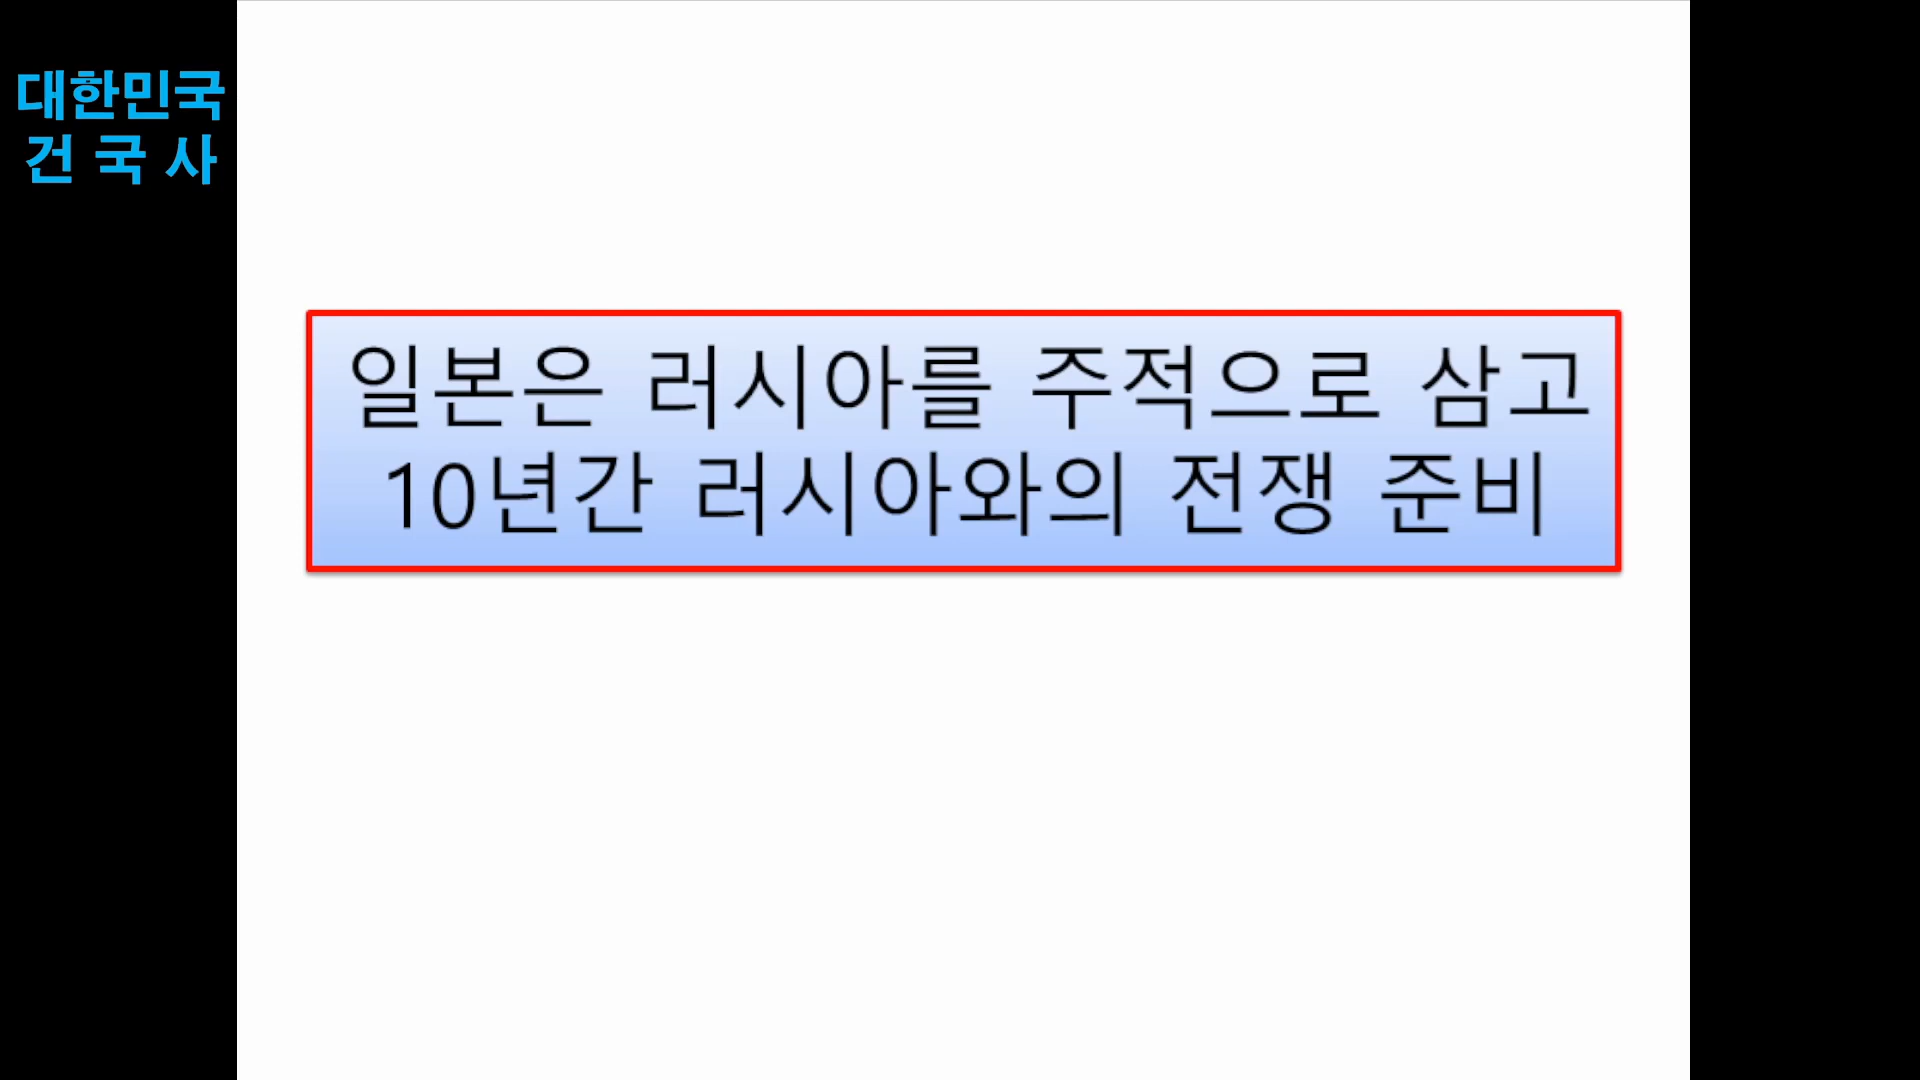 대한민국
건 국 사
일본은 러시아를 주적으로 삼고
10년간 러시아와의 전쟁 준비